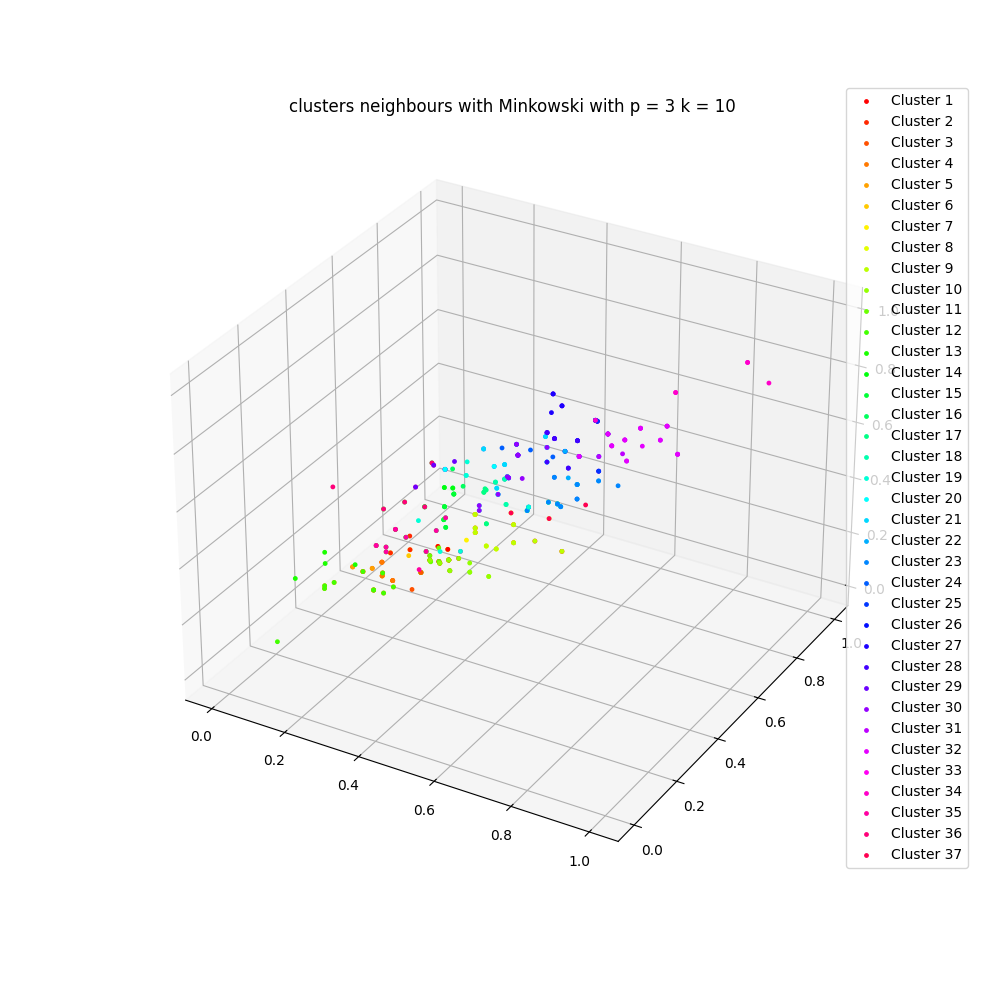 clusters neighbours with Minkowski with p = 3 k = 10
Cluster 1
Cluster 2
Cluster 3
Cluster 4
Cluster 5
Cluster 6
Cluster 7
Cluster 8
Cluster 9
Cluster 10
Cluster 11
Cluster 12
Cluster 13
Cluster 14
Cluster 15
Cluster 16
Cluster 17
Cluster 18
Cluster 19
Cluster 20
Cluster 21
Cluster 22
Cluster 23
Cluster 24
Cluster 25
Cluster 26
Cluster 27
Cluster 28
Cluster 29
Cluster 30
Cluster 31
Cluster 32
Cluster 33
Cluster 34
Cluster 35
Cluster 36
Cluster 37
0.8
0.6
0.4
0.2
0.0
1.0
0.8
0.6
0.4
0.2
0.0
0.0
0.2
0.4
0.6
0.8
1.0